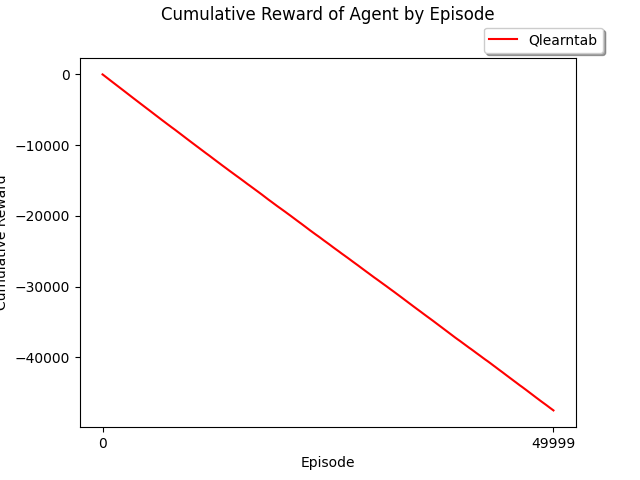 Cumulative Reward of Agent by Episode
Qlearntab
0
−10000
−20000
−30000
−40000
Cumulative Reward
0 49999
Episode